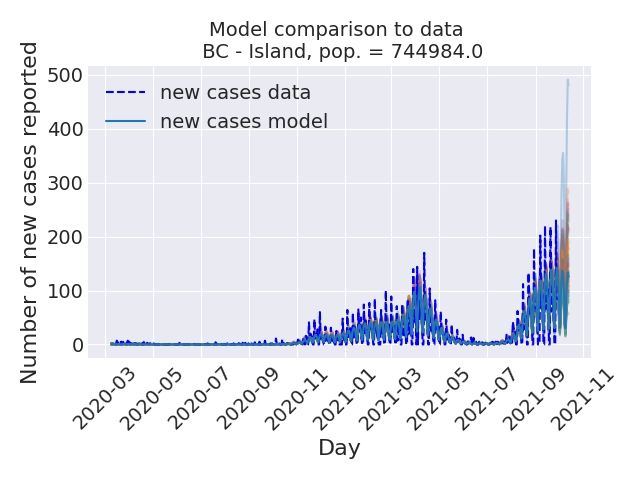 Model comparison to data
BC - Island, pop. = 744984.0
Number of new cases reported
500
400
300
200
100
0
new cases data
new cases model
2020-03
2020-05
2020-07
2020-09
2020-11
2021-01
2021-03
2021-05
2021-07
2021-09
2021-11
Day